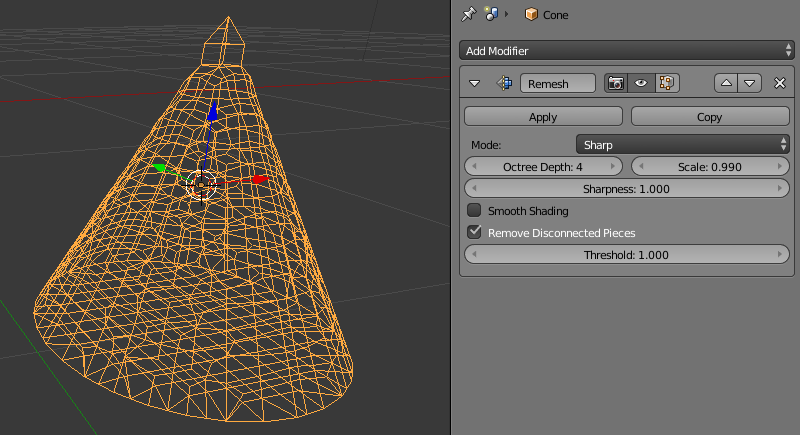 Cone
Add Modifier
Remesh
Apply Copy
Mode: Sharp
Octree Depth: 4 Scale: 0.990
Sharpness: 1.000
Smooth Shading
Remove Disconnected Pieces
Threshold: 1.000